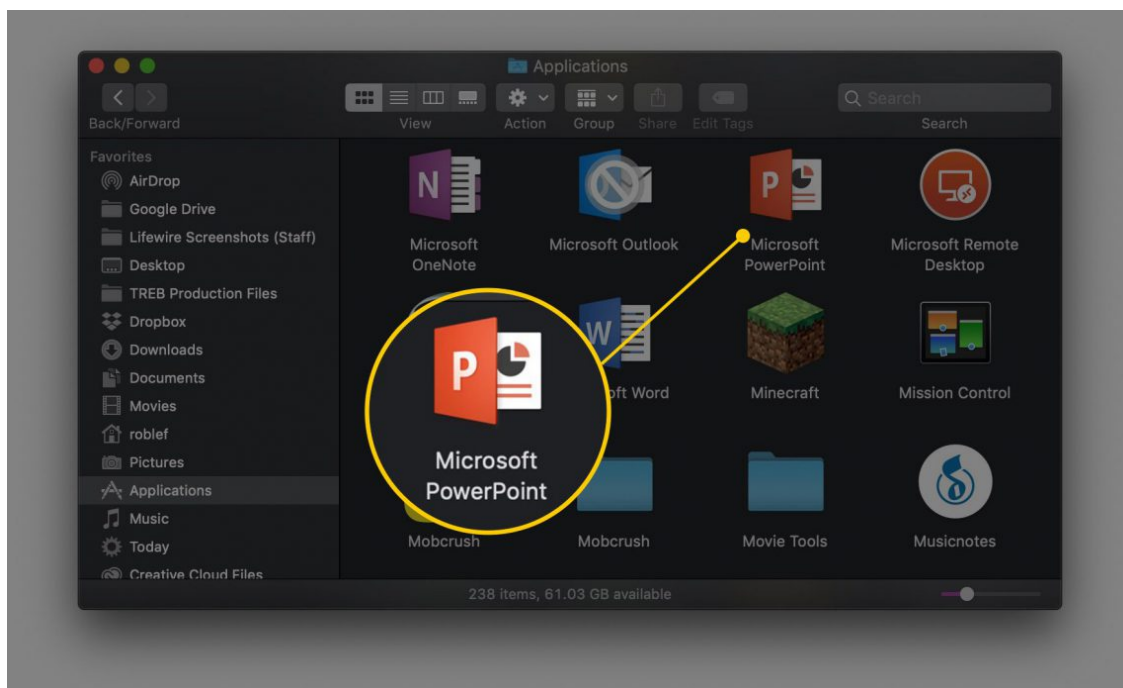 Applications
Search
Back/Forward
View
Action
Group
Share
Edit Tags
Search
Favorites
AirDrop
Google Drive
Lifewire Screenshots (Staff)
Desktop
TREB Production Files
Dropbox
Downloads
Documents
Movies
roblef
Pictures
Applications
Music
Today
Creative Cloud Files
N
Microsoft
OneNote
Microsoft Outlook
P
Microsoft
PowerPoint
Microsoft Remote
Desktop
P
Microsoft
PowerPoint
W
oft Word
Minecraft
Mission Control
Mobcrush
Mobcrush
Movie Tools
Musicnotes
238 items, 61.03 GB available